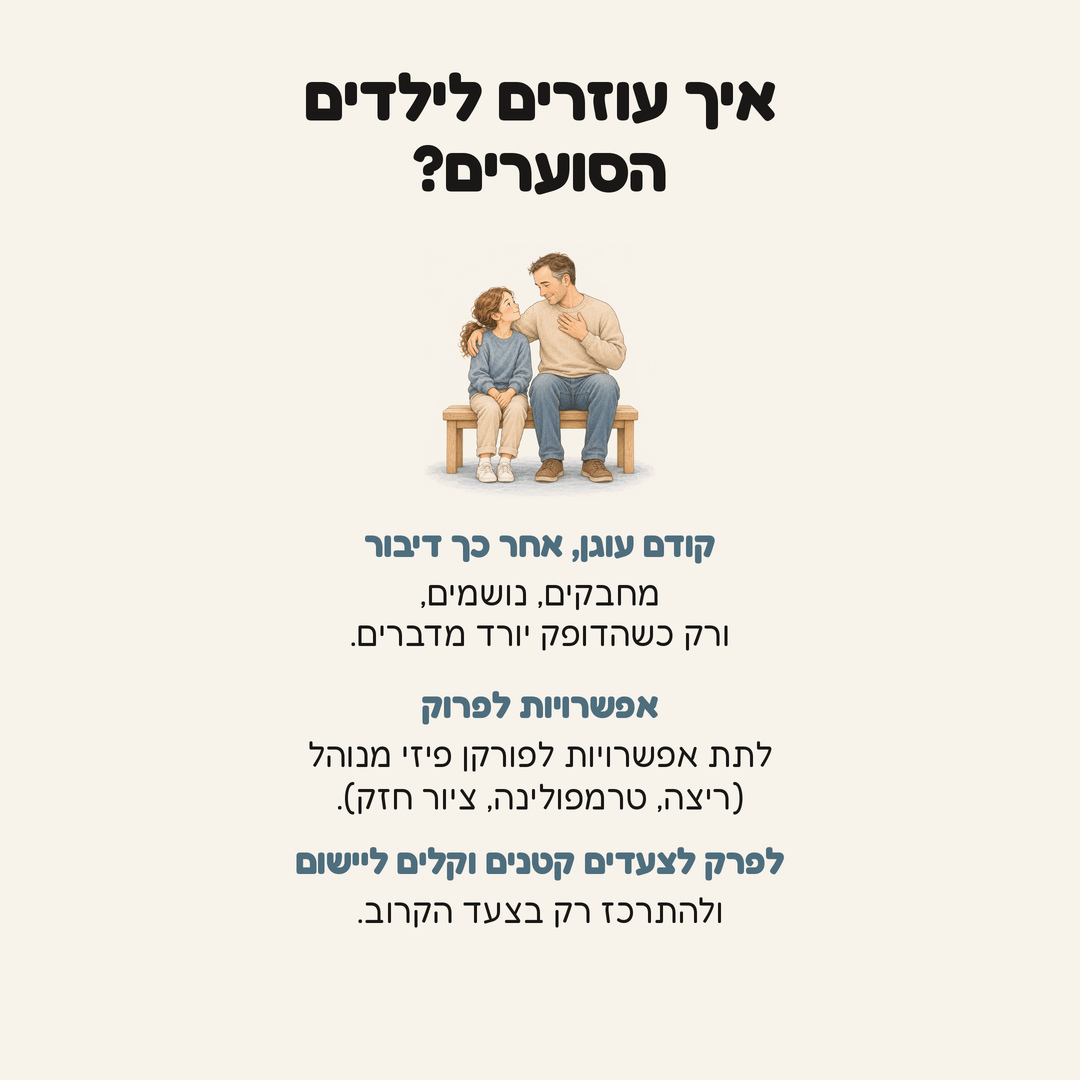 איך עוזרים לילדים
הסוערים?
קודם עוגן, אחר כך דיבור
מחבקים, נושמים,
ורק כשהדופק יורד מדברים.
אפשרויות לפרוק
לתת אפשרויות לפורקן פיזי מנוהל
(ריצה, טרמפולינה, ציור חזק).
לפרק לצעדים קטנים וקלים ליישום
ולהתרכז רק בצעד הקרוב.